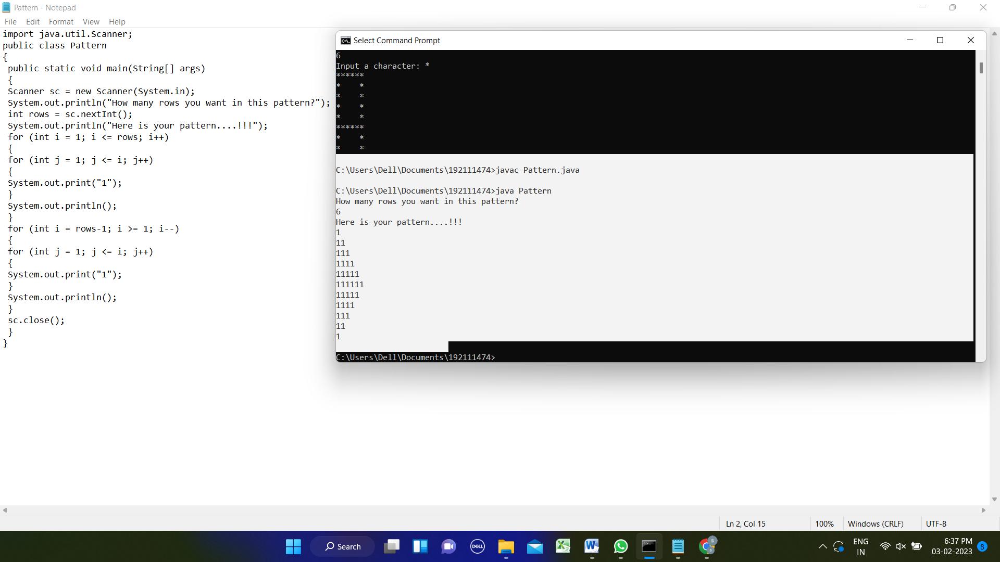 Pattern - Notepad
File Edit Format View Help
import java.util.Scanner;
public class Pattern
{
 public static void main(String[] args)
 {
 Scanner sc = new Scanner(System.in);
 System.out.println("How many rows you want in this pattern?");
 int rows = sc.nextInt();
 System.out.println("Here is your pattern....!!!");
 for (int i = 1; i <= rows; i++)
 {
 for (int j = 1; j <= i; j++)
 {
 System.out.print("1");
 }
 System.out.println();
 }
 for (int i = rows-1; i >= 1; i--)
 {
 for (int j = 1; j <= i; j++)
 {
 System.out.print("1");
 }
 System.out.println();
 }
 sc.close();
 }
}
Select Command Prompt
6
Input a character: *
******
*    *
*    *
*    *
*    *
******
*    *
*    *
C:\Users\Dell\Documents\192111474>javac Pattern.java
C:\Users\Dell\Documents\192111474>java Pattern
How many rows you want in this pattern?
6
Here is your pattern....!!!
1
11
111
1111
11111
111111
11111
1111
111
11
1
C:\Users\Dell\Documents\192111474>
Ln 2, Col 15 100% Windows (CRLF) UTF-8
Search
DELL
ENG
IN
6:37 PM
03-02-2023
8